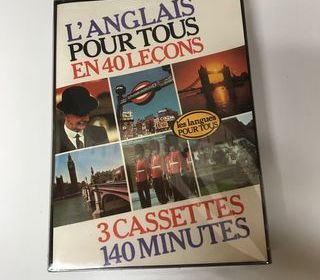 L'ANGLAIS
POUR TOUS
EN 40 LEÇONS
les langues
POUR TOUS
3 CASSETTES
140 MINUTES